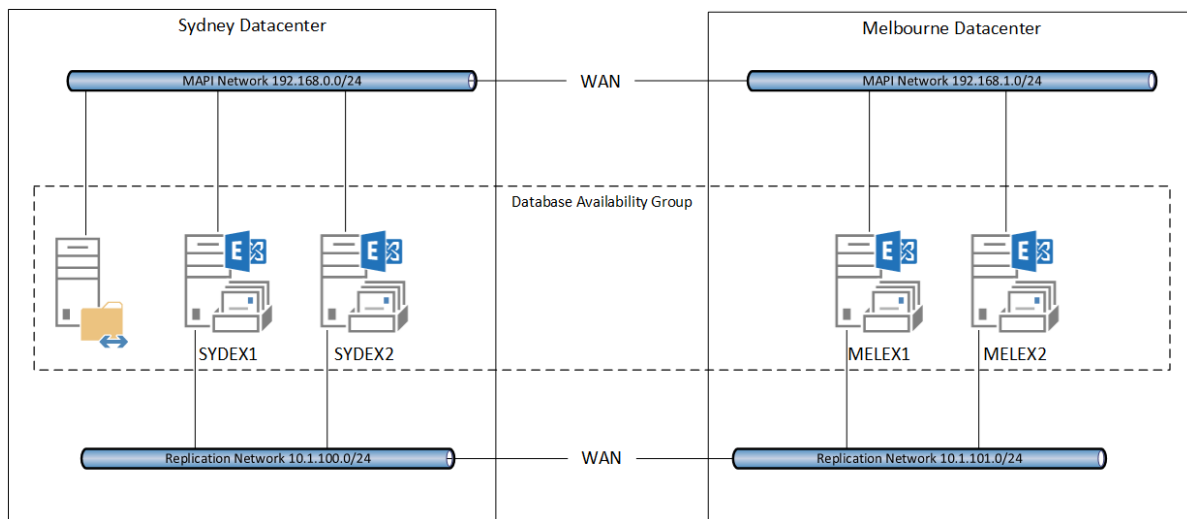 Sydney Datacenter
Melbourne Datacenter
MAPI Network 192.168.0.0/24
WAN
MAPI Network 192.168.1.0/24
Database Availability Group
E
E
E
E
SYDEX1
SYDEX2
MELEX1
MELEX2
Replication Network 10.1.100.0/24
WAN
Replication Network 10.1.101.0/24